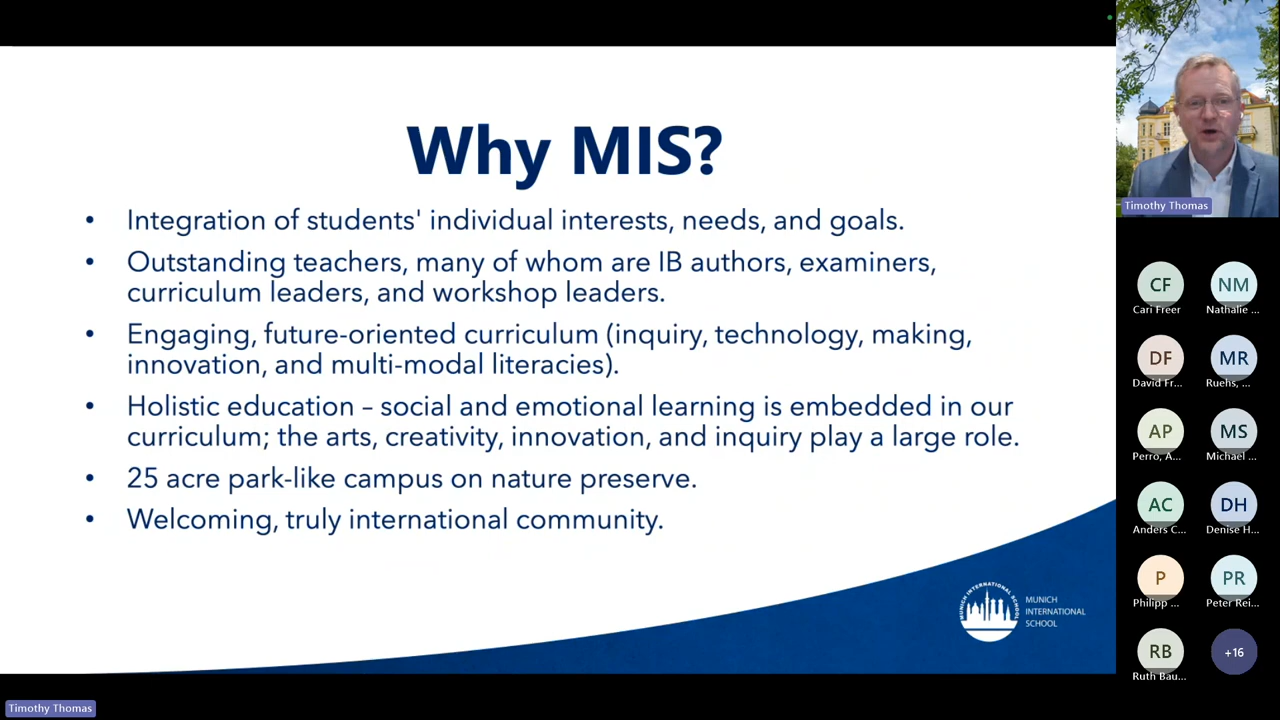 Why MIS?
• Integration of students' individual interests, needs, and goals.
• Outstanding teachers, many of whom are IB authors, examiners,
curriculum leaders, and workshop leaders.
• Engaging, future-oriented curriculum (inquiry, technology, making,
innovation, and multi-modal literacies).
• Holistic education – social and emotional learning is embedded in our
curriculum; the arts, creativity, innovation, and inquiry play a large role.
• 25 acre park-like campus on nature preserve.
• Welcoming, truly international community.
MUNICH INTERNATIONAL SCHOOL
MUNICH
INTERNATIONAL
SCHOOL
Timothy Thomas
CF
Cari Freer
NM
Nathalie ...
DF
David Fr...
MR
Ruehs, ...
AP
Perro, A...
MS
Michael ...
AC
Anders C...
DH
Denise H...
P
Philipp ...
PR
Peter Rei...
RB
Ruth Bau...
+16
Timothy Thomas